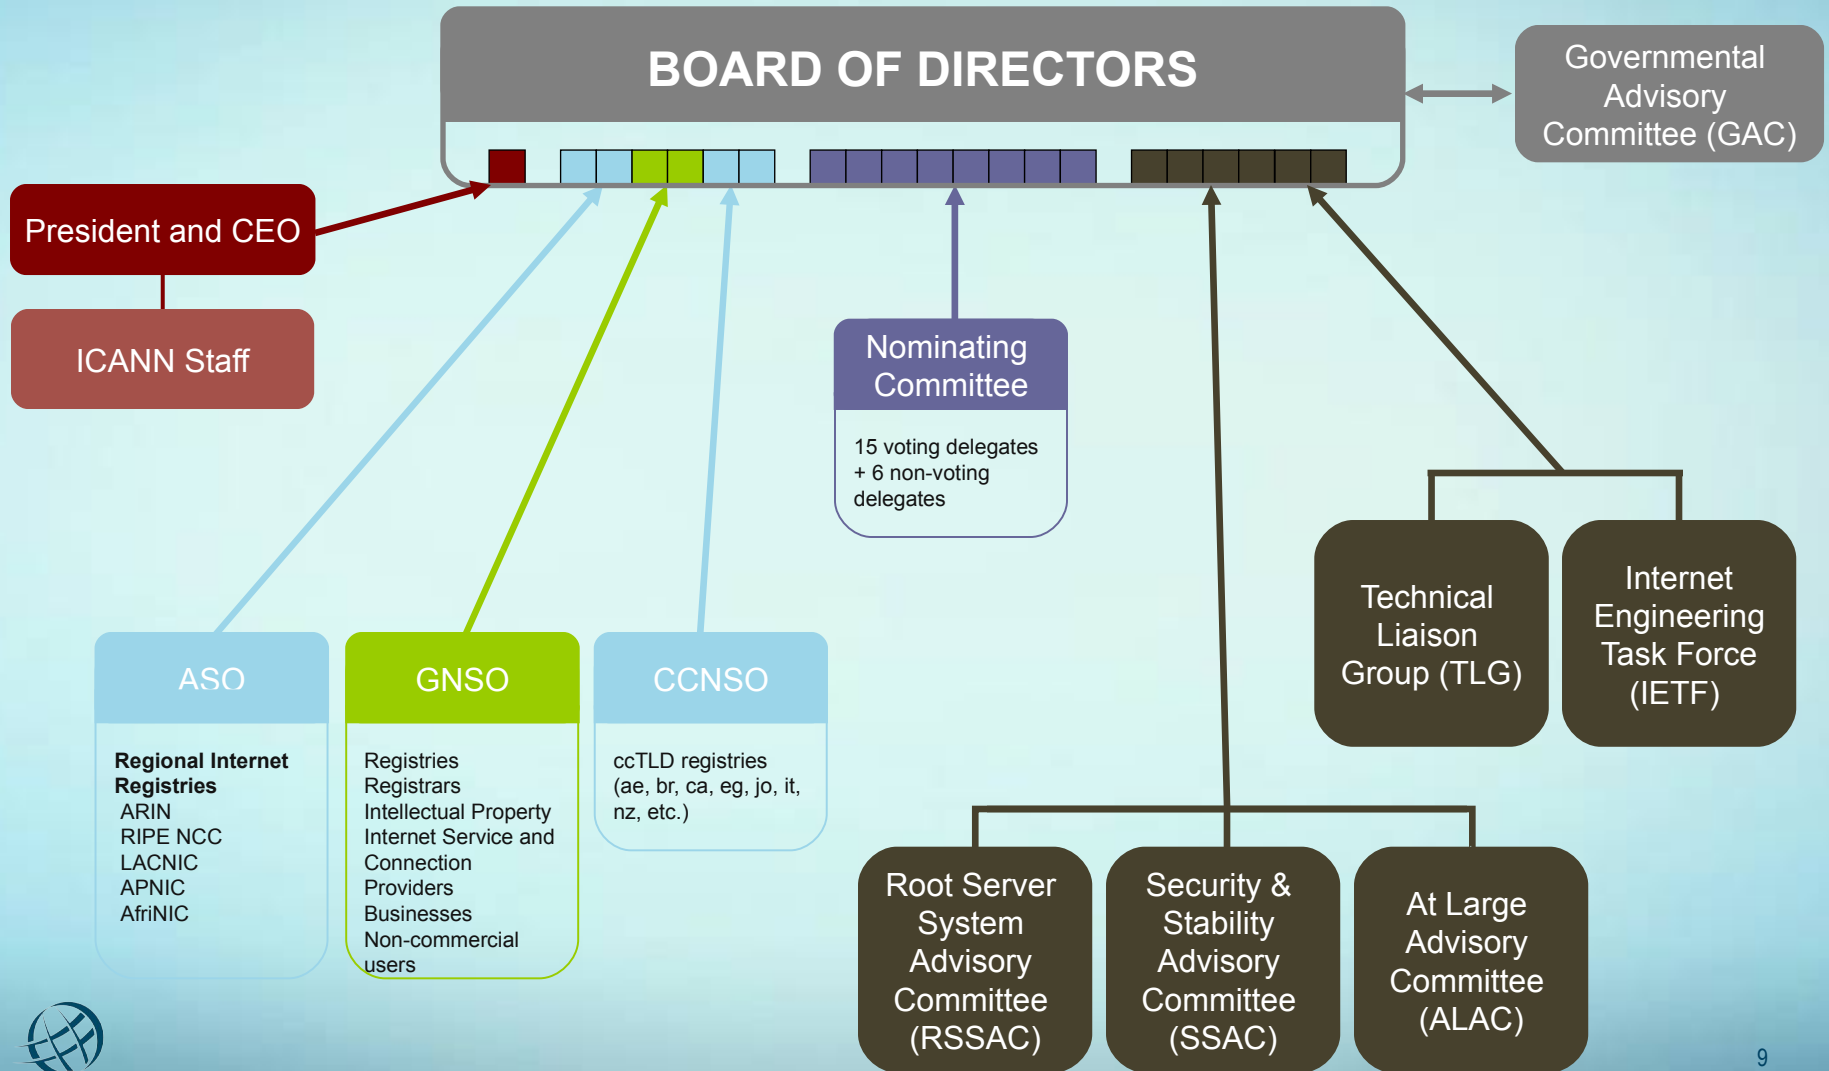 BOARD OF DIRECTORS
Governmental
Advisory
Committee (GAC)
President and CEO
ICANN Staff
Nominating
Committee
15 voting delegates
+ 6 non-voting
delegates
Technical
Liaison
Group (TLG)
Internet
Engineering
Task Force
(IETF)
ASO
Regional Internet
Registries
ARIN
RIPE NCC
LACNIC
APNIC
AfriNIC
GNSO
Registries
Registrars
Intellectual Property
Internet Service and
Connection
Providers
Businesses
Non-commercial
users
CCNSO
ccTLD registries
(ae, br, ca, eg, jo, it,
nz, etc.)
Root Server
System
Advisory
Committee
(RSSAC)
Security &
Stability
Advisory
Committee
(SSAC)
At Large
Advisory
Committee
(ALAC)
9